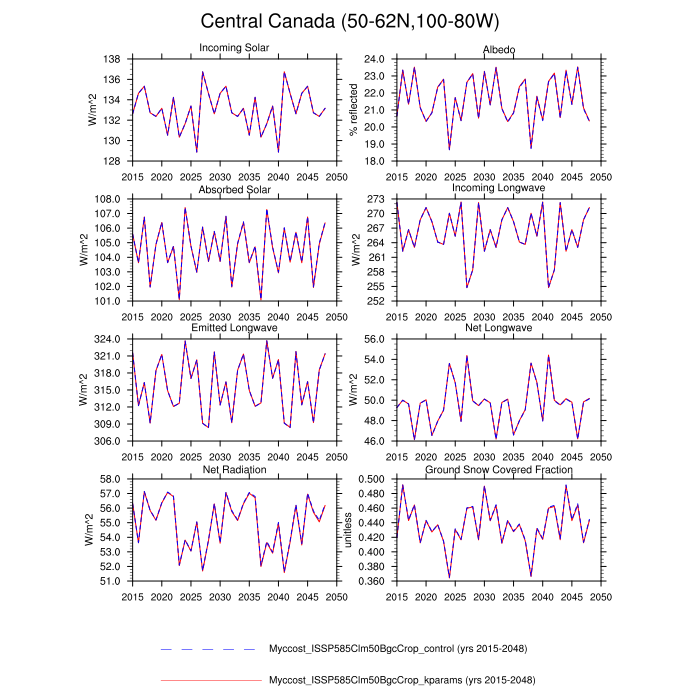 Central Canada (50-62N,100-80W)
Incoming Solar
W/m^2
138
136
134
132
130
128
2015 2020 2025 2030 2035 2040 2045 2050
Albedo
% reflected
24.0
23.0
22.0
21.0
20.0
19.0
18.0
2015 2020 2025 2030 2035 2040 2045 2050
Absorbed Solar
W/m^2
108.0
107.0
106.0
105.0
104.0
103.0
102.0
101.0
2015 2020 2025 2030 2035 2040 2045 2050
Incoming Longwave
W/m^2
273
270
267
264
261
258
255
252
2015 2020 2025 2030 2035 2040 2045 2050
Emitted Longwave
W/m^2
324.0
321.0
318.0
315.0
312.0
309.0
306.0
2015 2020 2025 2030 2035 2040 2045 2050
Net Longwave
W/m^2
56.0
54.0
52.0
50.0
48.0
46.0
2015 2020 2025 2030 2035 2040 2045 2050
Net Radiation
W/m^2
58.0
57.0
56.0
55.0
54.0
53.0
52.0
51.0
2015 2020 2025 2030 2035 2040 2045 2050
Ground Snow Covered Fraction
unitless
0.500
0.480
0.460
0.440
0.420
0.400
0.380
0.360
2015 2020 2025 2030 2035 2040 2045 2050
Myccost_ISSP585Clm50BgcCrop_control (yrs 2015-2048)
Myccost_ISSP585Clm50BgcCrop_kparams (yrs 2015-2048)